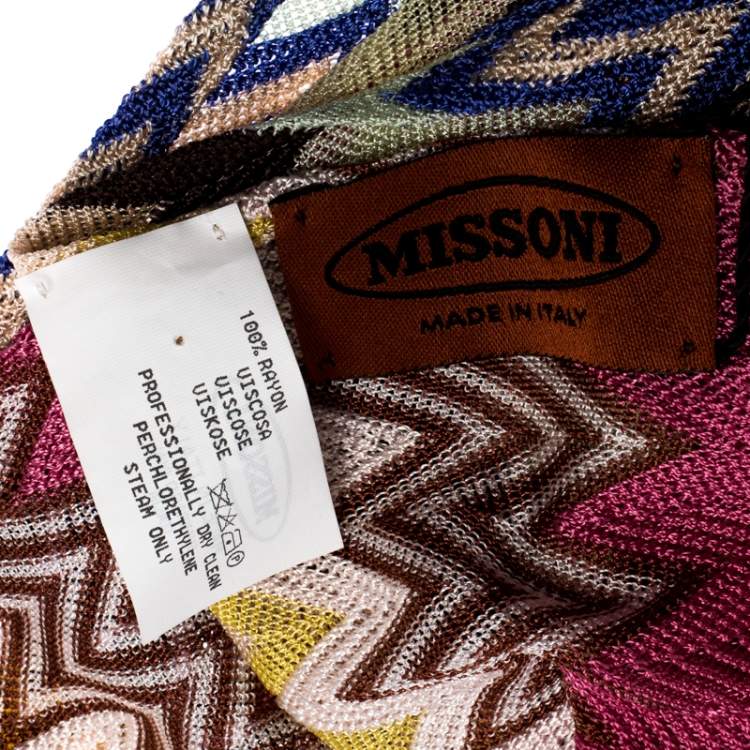 MISSONI
MADE IN ITALY
100% RAYON
VISCOSA
VISCOSE
VISKOSE
PROFESSIONALLY DRY CLEAN
PERCHLORETHYLENE
STEAM ONLY